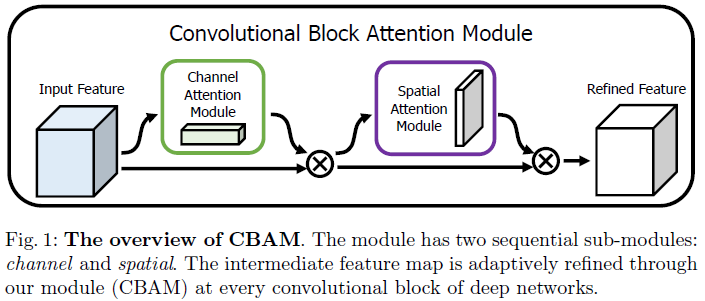 Convolutional Block Attention Module
Input Feature
Channel
Attention
Module
Spatial
Attention
Module
Refined Feature
Fig. 1: The overview of CBAM. The module has two sequential sub-modules:
channel and spatial. The intermediate feature map is adaptively refined through
our module (CBAM) at every convolutional block of deep networks.